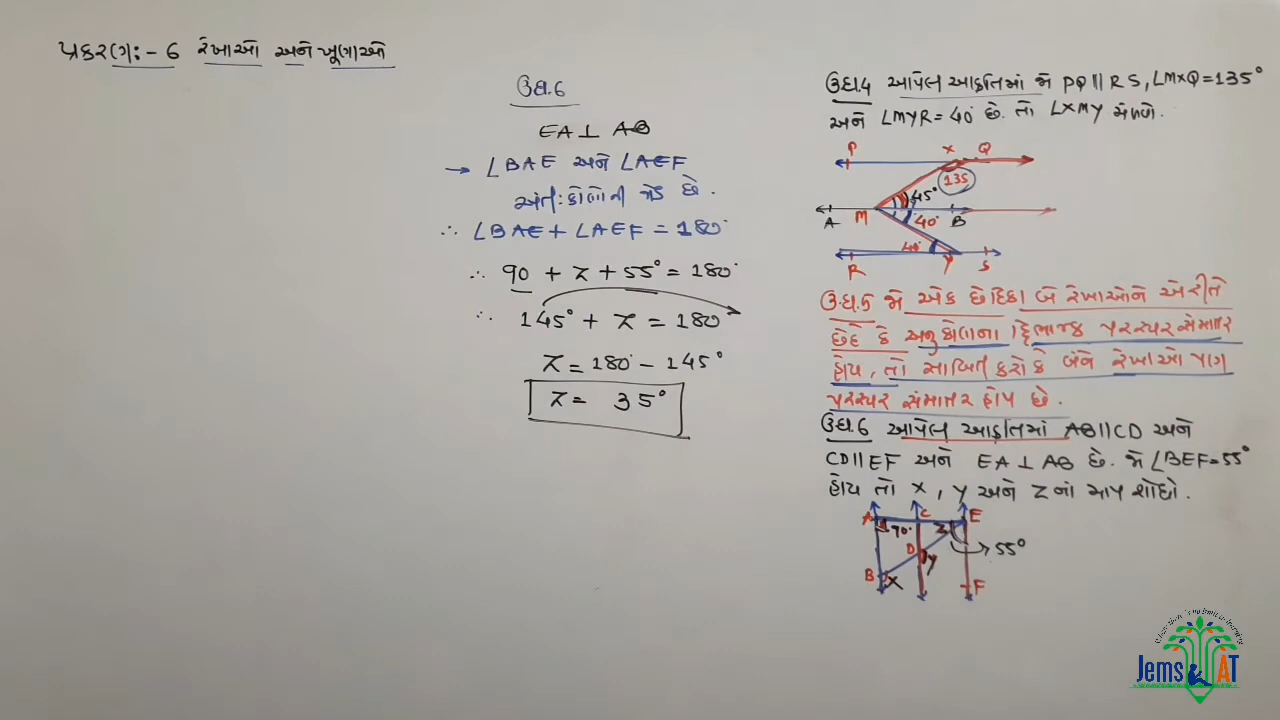 પ્રકરણ:- 6 રેખાઓ અને ખૂણાઓ
ઉદા.6
EA ⊥ AB
→ ∠BAE અને ∠AEF
અંત:કોણોની જોડ છે.
∴ ∠BAE + ∠AEF = 180°
∴ 90 + z + 55° = 180°
∴ 145° + z = 180°
z = 180° - 145°
z = 35°
ઉદા.4 આપેલ આકૃતિમાં જો PQ || RS, ∠MXQ = 135°
અને ∠MYR = 40° છે. તો ∠XMY મેળવો.
P X Q
135
45°
A M 40° B
40°
R Y S
ઉદા.5 જો એક છેદિકા બે રેખાઓને એ રીતે
છેદે કે અનુકોણના દ્વિભાજક પરસ્પર સમાંતર
હોય, તો સાબિત કરો કે બંને રેખાઓ પણ
પરસ્પર સમાંતર હોય છે.
ઉદા.6 આપેલ આકૃતિમાં AB || CD અને
CD || EF અને EA ⊥ AB છે. જો ∠BEF = 55°
હોય તો x, y અને z નાં માપ શોધો.
A C E
90° z
D y 55°
B x F
Jems &AT